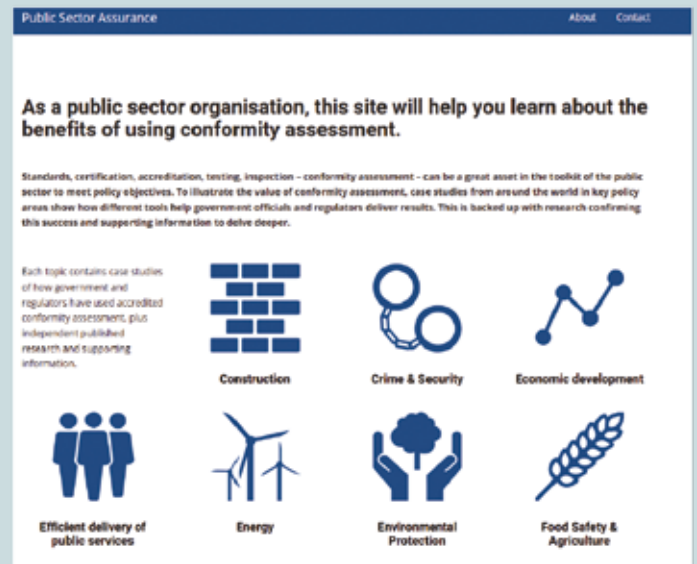 Public Sector Assurance
About Contact
As a public sector organisation, this site will help you learn about the
benefits of using conformity assessment.
Standards, certification, accreditation, testing, inspection – conformity assessment – can be a great asset in the toolkit of the public
sector to meet policy objectives. To illustrate the value of conformity assessment, case studies from around the world in key policy
areas show how different tools help government officials and regulators deliver results. This is backed up with research confirming
this success and supporting information to delve deeper.
Each topic contains case studies
of how government and
regulators have used accredited
conformity assessment, plus
independent published
research and supporting
information.
Construction
Crime & Security
Economic development
Efficient delivery of
public services
Energy
Environmental
Protection
Food Safety &
Agriculture